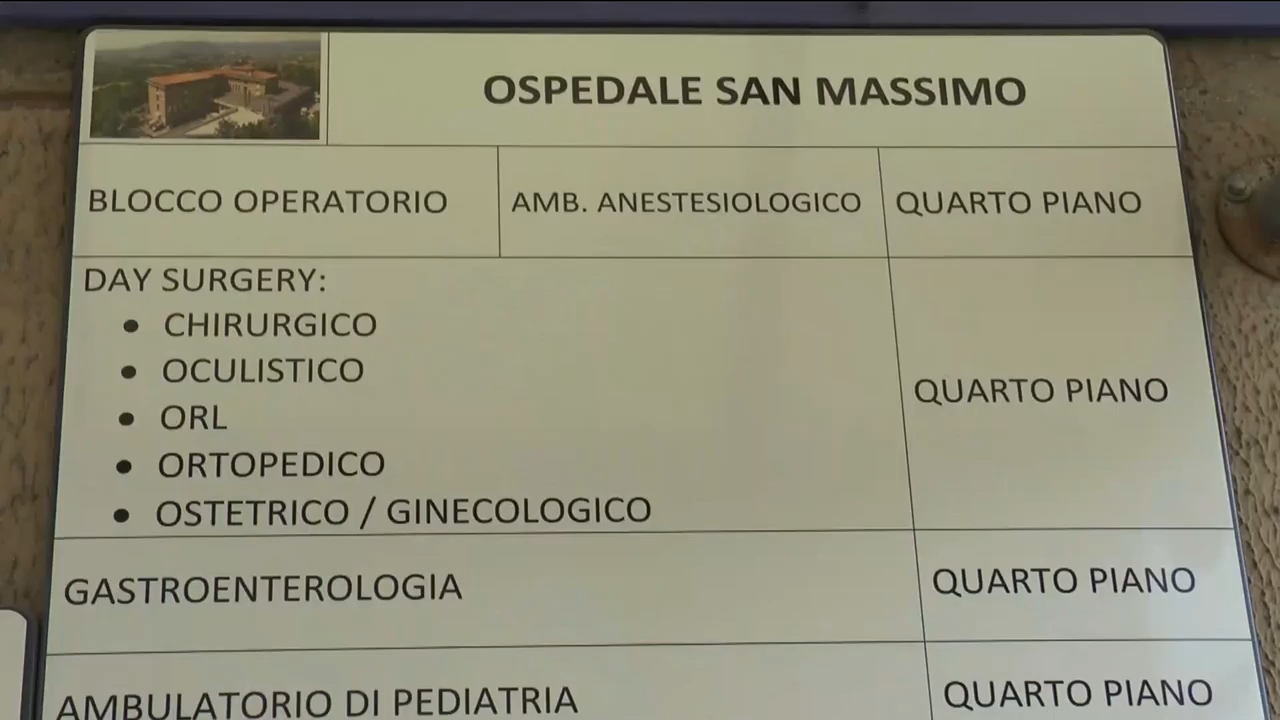 OSPEDALE SAN MASSIMO
BLOCCO OPERATORIO AMB. ANESTESIOLOGICO QUARTO PIANO
DAY SURGERY:
• CHIRURGICO
• OCULISTICO
• ORL
• ORTOPEDICO
• OSTETRICO / GINECOLOGICO
QUARTO PIANO
GASTROENTEROLOGIA QUARTO PIANO
AMBULATORIO DI PEDIATRIA QUARTO PIANO